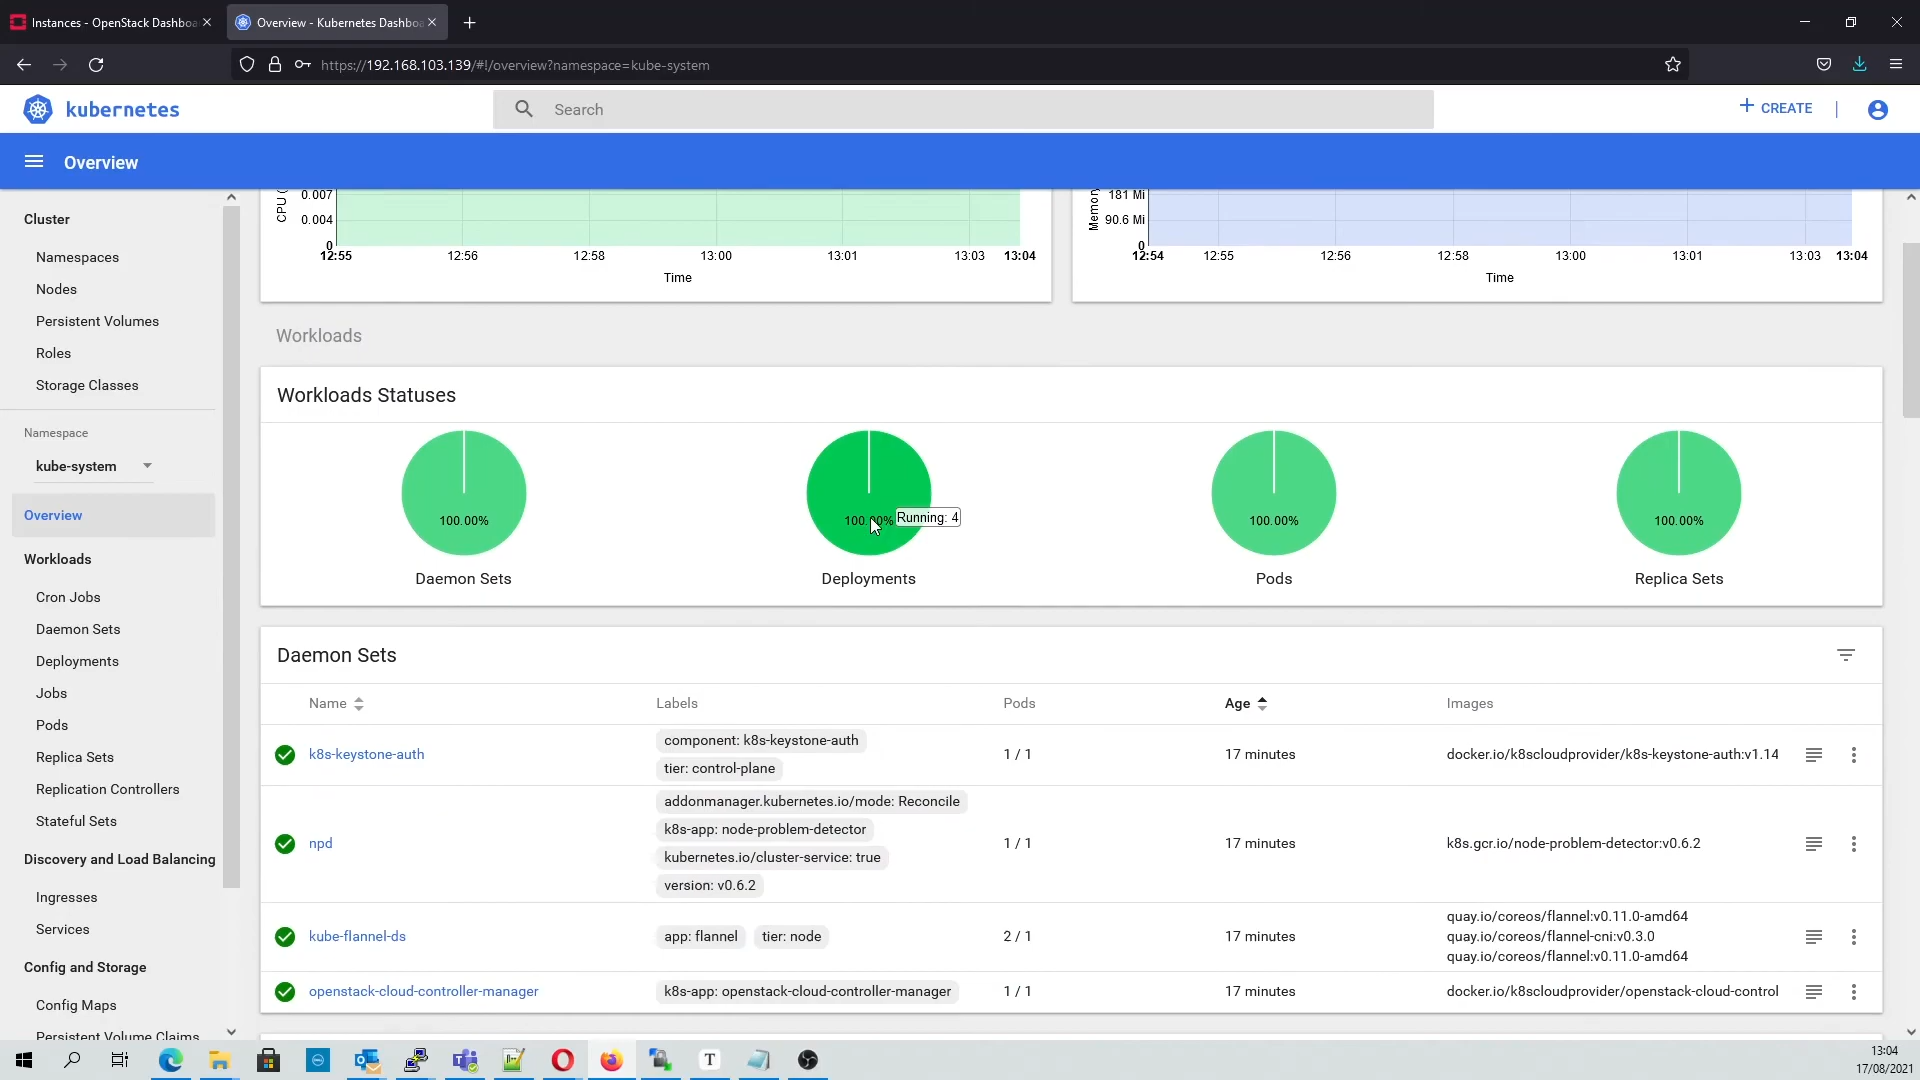 Instances - OpenStack Dashboa
Overview - Kubernetes Dashbo
https://192.168.103.139/#!/overview?namespace=kube-system
kubernetes
Search
CREATE
Overview
Cluster
Namespaces
Nodes
Persistent Volumes
Roles
Storage Classes
Namespace
kube-system
Overview
Workloads
Cron Jobs
Daemon Sets
Deployments
Jobs
Pods
Replica Sets
Replication Controllers
Stateful Sets
Discovery and Load Balancing
Ingresses
Services
Config and Storage
Config Maps
Persistent Volume Claims
CPU (
0.007
0.004
0
12:55 12:56 12:58 13:00 13:01 13:03 13:04
Time
Memory
181 Mi
90.6 Mi
0
12:54 12:55 12:56 12:58 13:00 13:01 13:03 13:04
Time
Workloads
Workloads Statuses
100.00% 100.00% 100.00% 100.00%
Running: 4
Daemon Sets Deployments Pods Replica Sets
Daemon Sets
Name Labels Pods Age Images
k8s-keystone-auth
component: k8s-keystone-auth
tier: control-plane
1 / 1
17 minutes
docker.io/k8scloudprovider/k8s-keystone-auth:v1.14
npd
addonmanager.kubernetes.io/mode: Reconcile
k8s-app: node-problem-detector
kubernetes.io/cluster-service: true
version: v0.6.2
1 / 1
17 minutes
k8s.gcr.io/node-problem-detector:v0.6.2
kube-flannel-ds
app: flannel tier: node
2 / 1
17 minutes
quay.io/coreos/flannel:v0.11.0-amd64
quay.io/coreos/flannel-cni:v0.3.0
quay.io/coreos/flannel:v0.11.0-amd64
openstack-cloud-controller-manager
k8s-app: openstack-cloud-controller-manager
1 / 1
17 minutes
docker.io/k8scloudprovider/openstack-cloud-control
T
13:04
17/08/2021